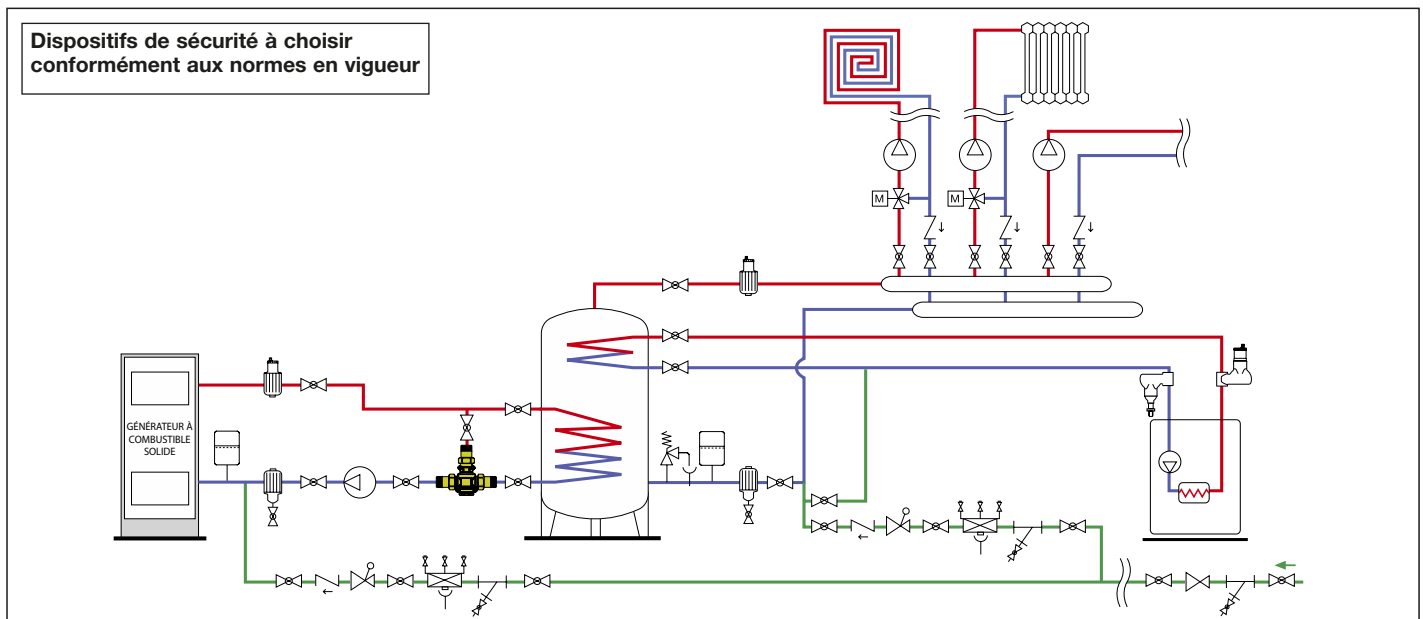 Dispositifs de sécurité à choisir
conformément aux normes en vigueur
M
M
GÉNÉRATEUR À
COMBUSTIBLE
SOLIDE